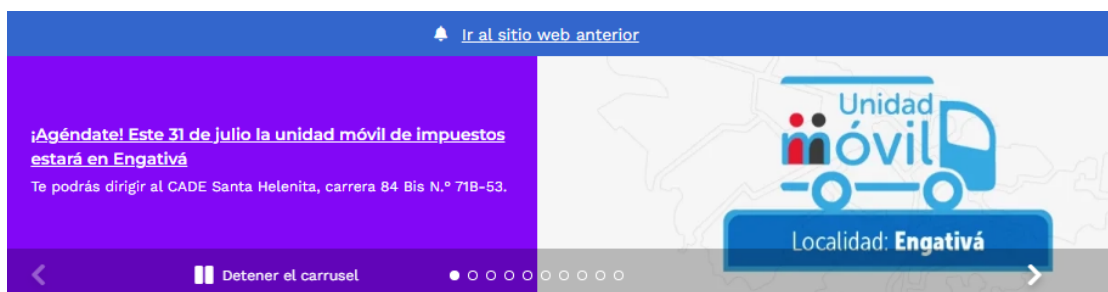 Ir al sitio web anterior
¡Agéndate! Este 31 de julio la unidad móvil de impuestos
estará en Engativá
Te podrás dirigir al CADE Santa Helenita, carrera 84 Bis N.º 71B-53.
Unidad
móvil
Localidad: Engativá
Detener el carrusel